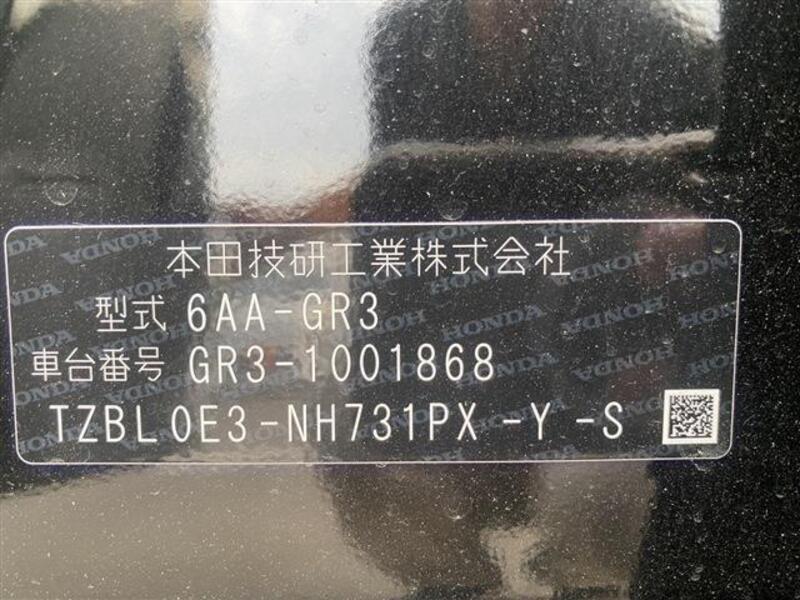 本田技研工業株式会社
型式 6AA-GR3
車台番号 GR3-1001868
TZBL0E3-NH731PX -Y -S